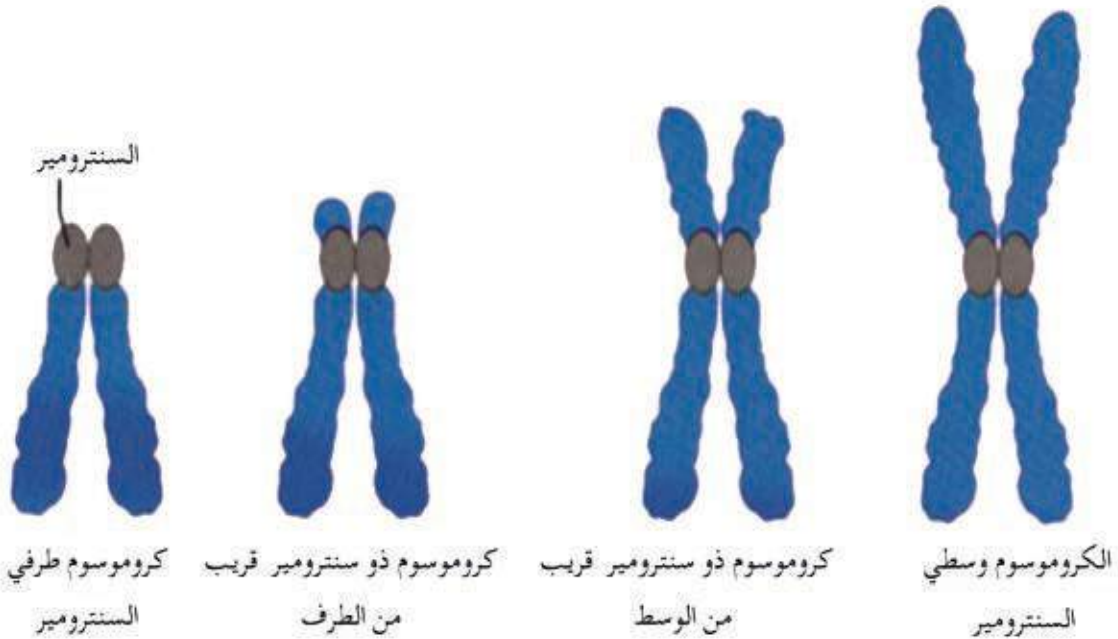 السنترومير
الكروموسوم وسطي
السنترومير
كروموسوم ذو سنترومير قريب
من الوسط
كروموسوم ذو سنترومير قريب
من الطرف
كروموسوم طرفي
السنترومير